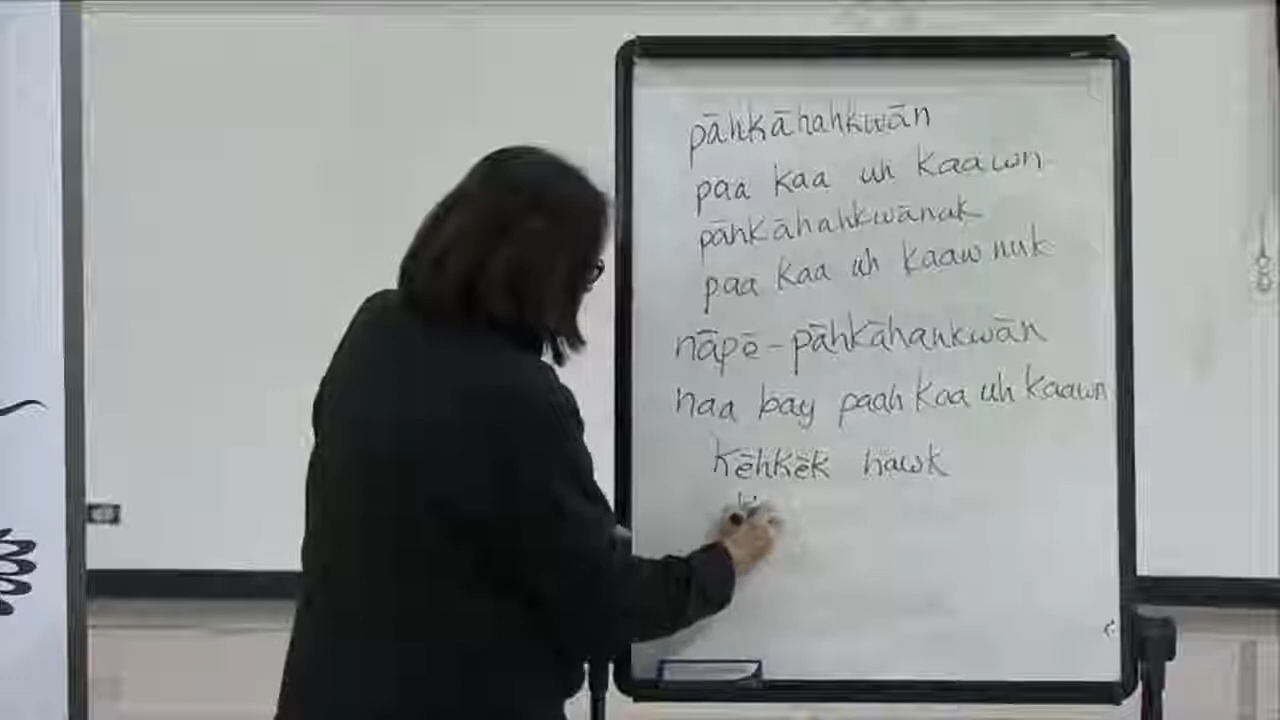 pāhkāhahkwān
paa kaa uh kaawn
pāhkāhahkwānak
paa kaa uh kaaw nuk
nāpē-pāhkāhahkwān
naa bay paah kaa uh kaawn
kēhkēk hawk